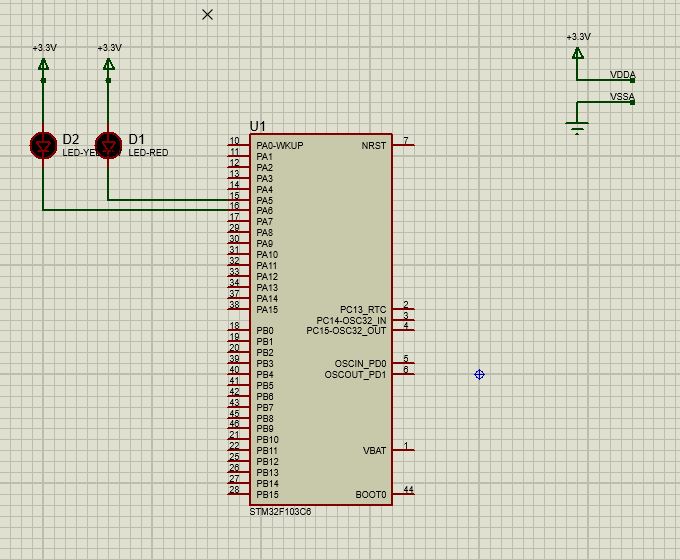 +3.3V
+3.3V
+3.3V
VDDA
VSSA
D2
LED-YE
D1
LED-RED
U1
10 PA0-WKUP NRST 7
11 PA1
12 PA2
13 PA3
14 PA4
15 PA5
16 PA6
17 PA7
29 PA8
30 PA9
31 PA10
32 PA11
33 PA12
34 PA13
37 PA14
38 PA15 PC13_RTC 2
PC14-OSC32_IN 3
18 PB0 PC15-OSC32_OUT 4
19 PB1
20 PB2
39 PB3 OSCIN_PD0 5
40 PB4 OSCOUT_PD1 6
41 PB5
42 PB6
43 PB7
45 PB8
46 PB9
21 PB10
22 PB11 VBAT 1
25 PB12
26 PB13
27 PB14
28 PB15 BOOT0 44
STM32F103C6